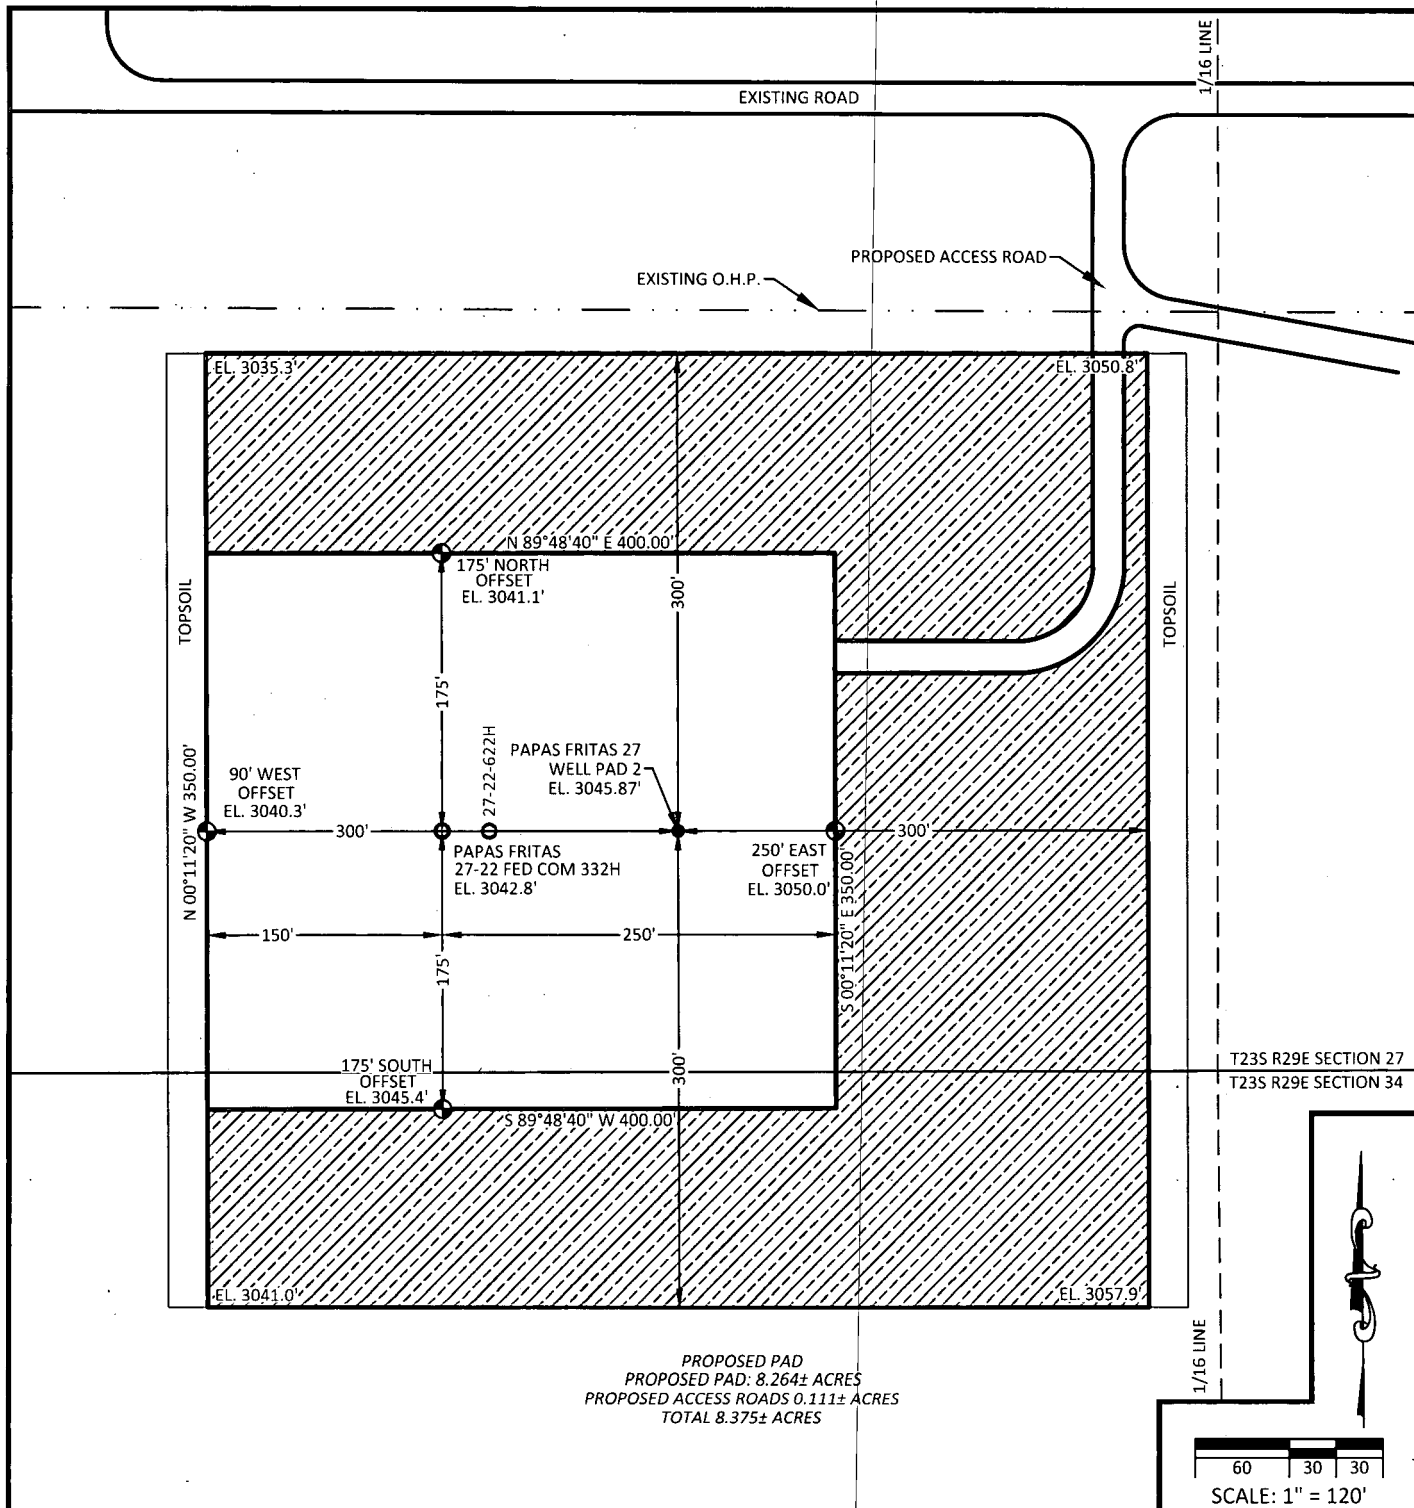 1/16 LINE
EXISTING ROAD
PROPOSED ACCESS ROAD
EXISTING O.H.P.
EL. 3035.3'
EL. 3050.8'
N 89°48'40" E 400.00'
175' NORTH
OFFSET
EL. 3041.1'
300'
TOPSOIL
TOPSOIL
175'
27-22-622H
PAPAS FRITAS 27
WELL PAD 2
EL. 3045.87'
N 00°11'20" W 350.00'
90' WEST
OFFSET
EL. 3040.3'
300'
300'
PAPAS FRITAS
27-22 FED COM 332H
EL. 3042.8'
250' EAST
OFFSET
EL. 3050.0'
S 00°11'20" E 350.00'
150'
250'
175'
175' SOUTH
OFFSET
EL. 3045.4'
300'
T23S R29E SECTION 27
T23S R29E SECTION 34
S 89°48'40" W 400.00'
EL. 3041.0'
EL. 3057.9'
1/16 LINE
PROPOSED PAD
PROPOSED PAD: 8.264± ACRES
PROPOSED ACCESS ROADS 0.111± ACRES
TOTAL 8.375± ACRES
60 30 30
SCALE: 1" = 120'